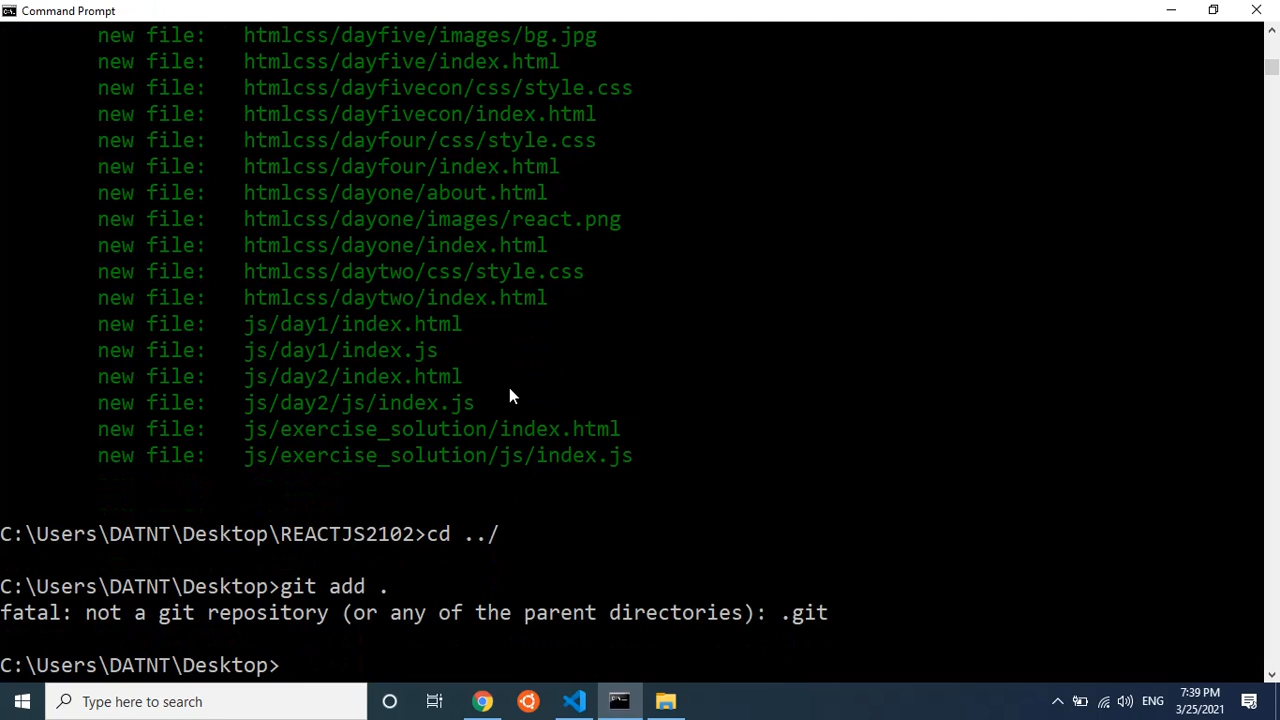 Command Prompt
new file:   htmlcss/dayfive/images/bg.jpg
new file:   htmlcss/dayfive/index.html
new file:   htmlcss/dayfivecon/css/style.css
new file:   htmlcss/dayfivecon/index.html
new file:   htmlcss/dayfour/css/style.css
new file:   htmlcss/dayfour/index.html
new file:   htmlcss/dayone/about.html
new file:   htmlcss/dayone/images/react.png
new file:   htmlcss/dayone/index.html
new file:   htmlcss/daytwo/css/style.css
new file:   htmlcss/daytwo/index.html
new file:   js/day1/index.html
new file:   js/day1/index.js
new file:   js/day2/index.html
new file:   js/day2/js/index.js
new file:   js/exercise_solution/index.html
new file:   js/exercise_solution/js/index.js
C:\Users\DATNT\Desktop\REACTJS2102>cd ../
C:\Users\DATNT\Desktop>git add .
fatal: not a git repository (or any of the parent directories): .git
C:\Users\DATNT\Desktop>
Type here to search
ENG
7:39 PM
3/25/2021